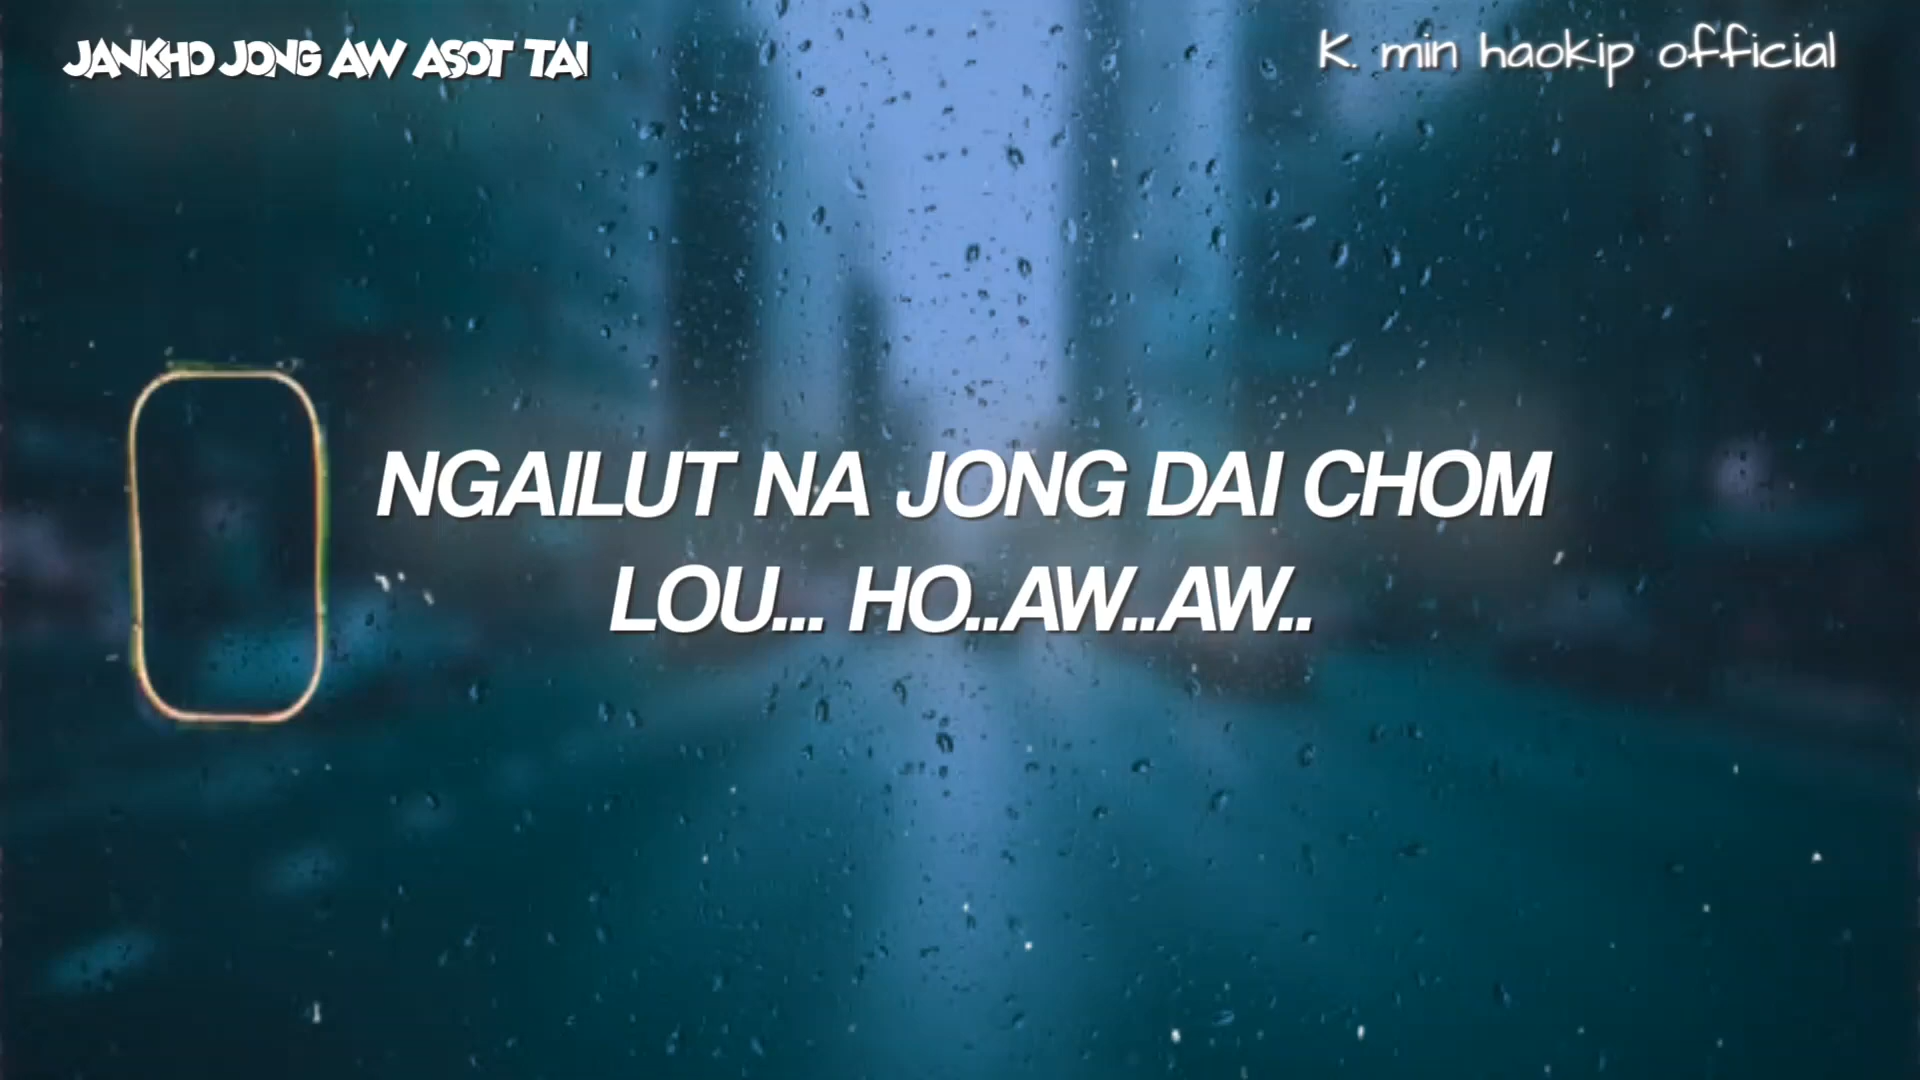 JANKHO JONG AW ASOT TAI
K. min haokip official
NGAILUT NA JONG DAI CHOM
LOU... HO..AW..AW..